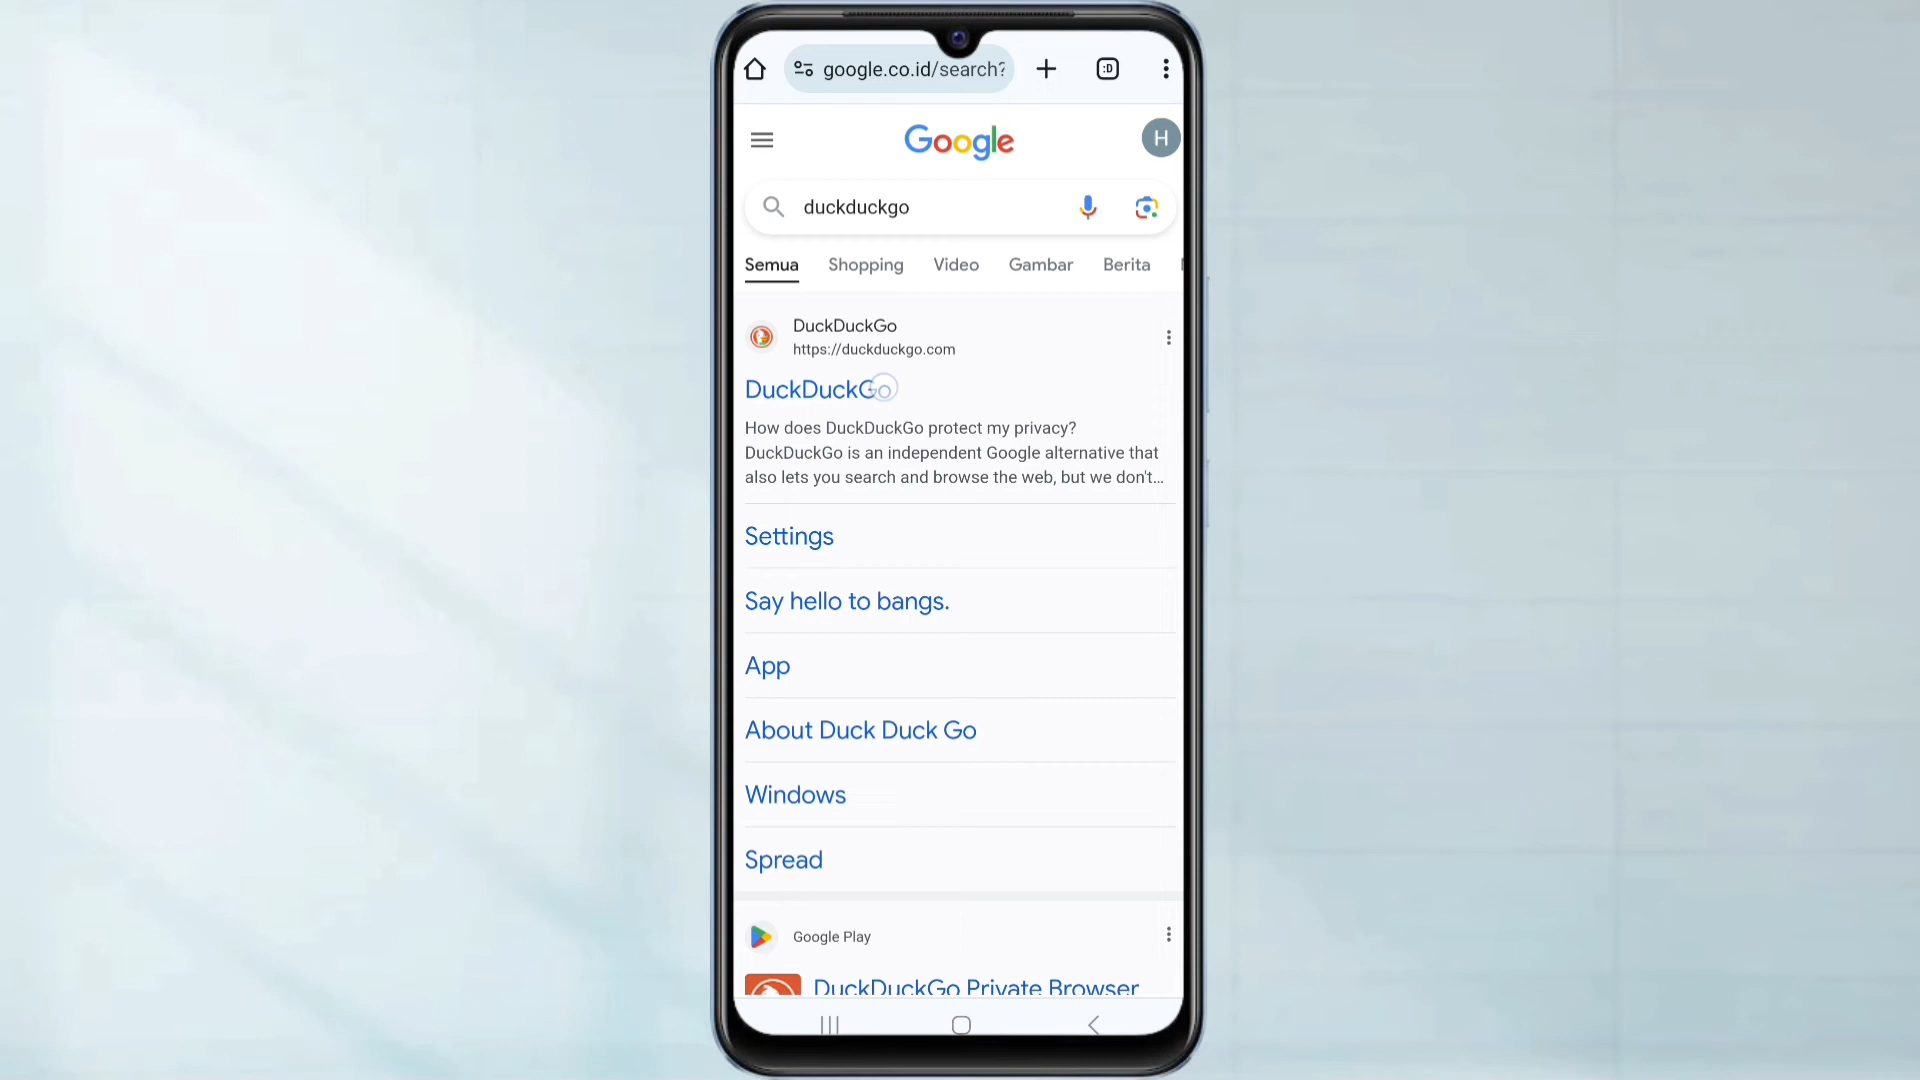 google.co.id/search?
:D
Google
H
duckduckgo
Semua Shopping Video Gambar Berita
DuckDuckGo
https://duckduckgo.com
DuckDuckGo
How does DuckDuckGo protect my privacy?
DuckDuckGo is an independent Google alternative that
also lets you search and browse the web, but we don't...
Settings
Say hello to bangs.
App
About Duck Duck Go
Windows
Spread
Google Play
DuckDuckGo Private Browser